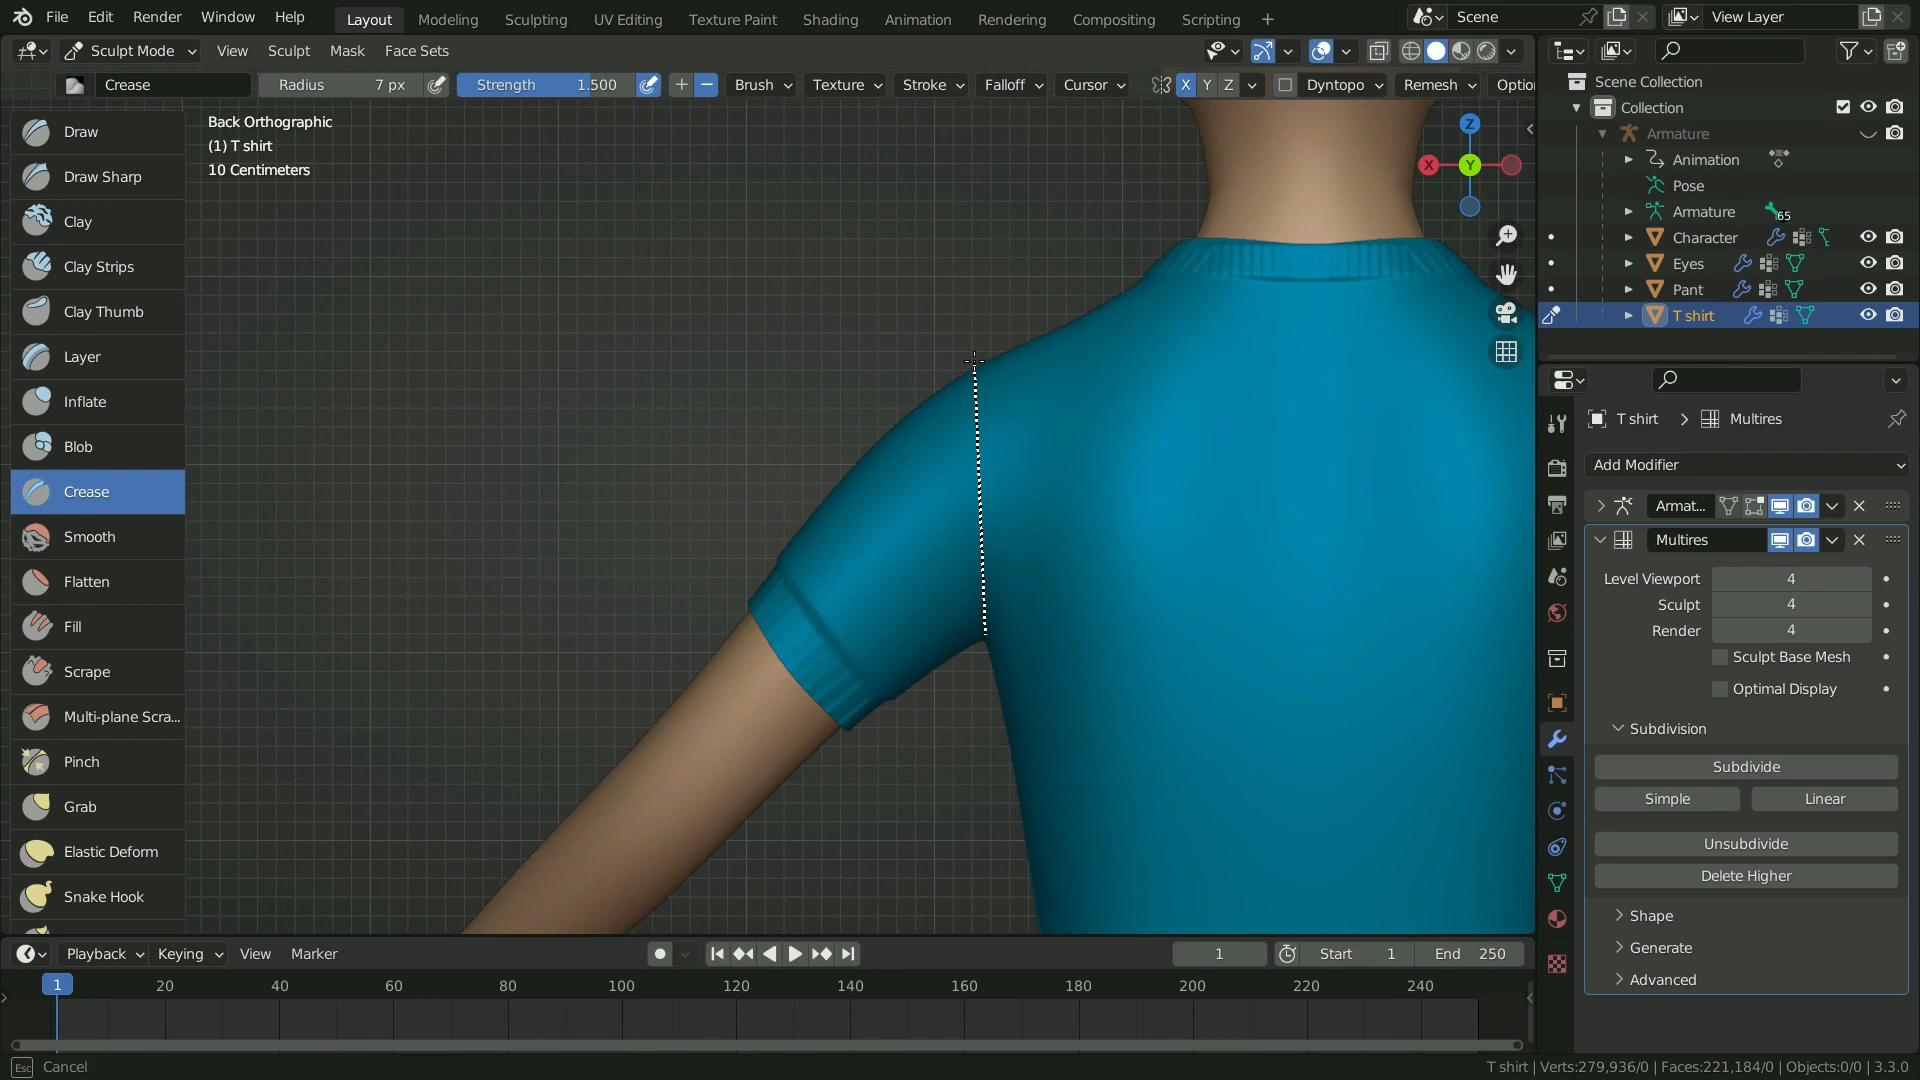 File Edit Render Window Help Layout Modeling Sculpting UV Editing Texture Paint Shading Animation Rendering Compositing Scripting Scene View Layer
Sculpt Mode View Sculpt Mask Face Sets
Crease Radius 7 px Strength 1.500 Brush Texture Stroke Falloff Cursor X Y Z Dyntopo Remesh Optio
Draw
Draw Sharp
Clay
Clay Strips
Clay Thumb
Layer
Inflate
Blob
Crease
Smooth
Flatten
Fill
Scrape
Multi-plane Scra...
Pinch
Grab
Elastic Deform
Snake Hook
Back Orthographic
(1) T shirt
10 Centimeters
Z
X
Y
Scene Collection
Collection
Armature
Animation
Pose
Armature 65
Character
Eyes
Pant
T shirt
T shirt > Multires
Add Modifier
Armat...
Multires
Level Viewport 4
Sculpt 4
Render 4
Sculpt Base Mesh
Optimal Display
Subdivision
Subdivide
Simple Linear
Unsubdivide
Delete Higher
Shape
Generate
Advanced
Playback Keying View Marker 1 Start 1 End 250
1 20 40 60 80 100 120 140 160 180 200 220 240
Esc Cancel T shirt | Verts:279,936/0 | Faces:221,184/0 | Objects:0/0 | 3.3.0